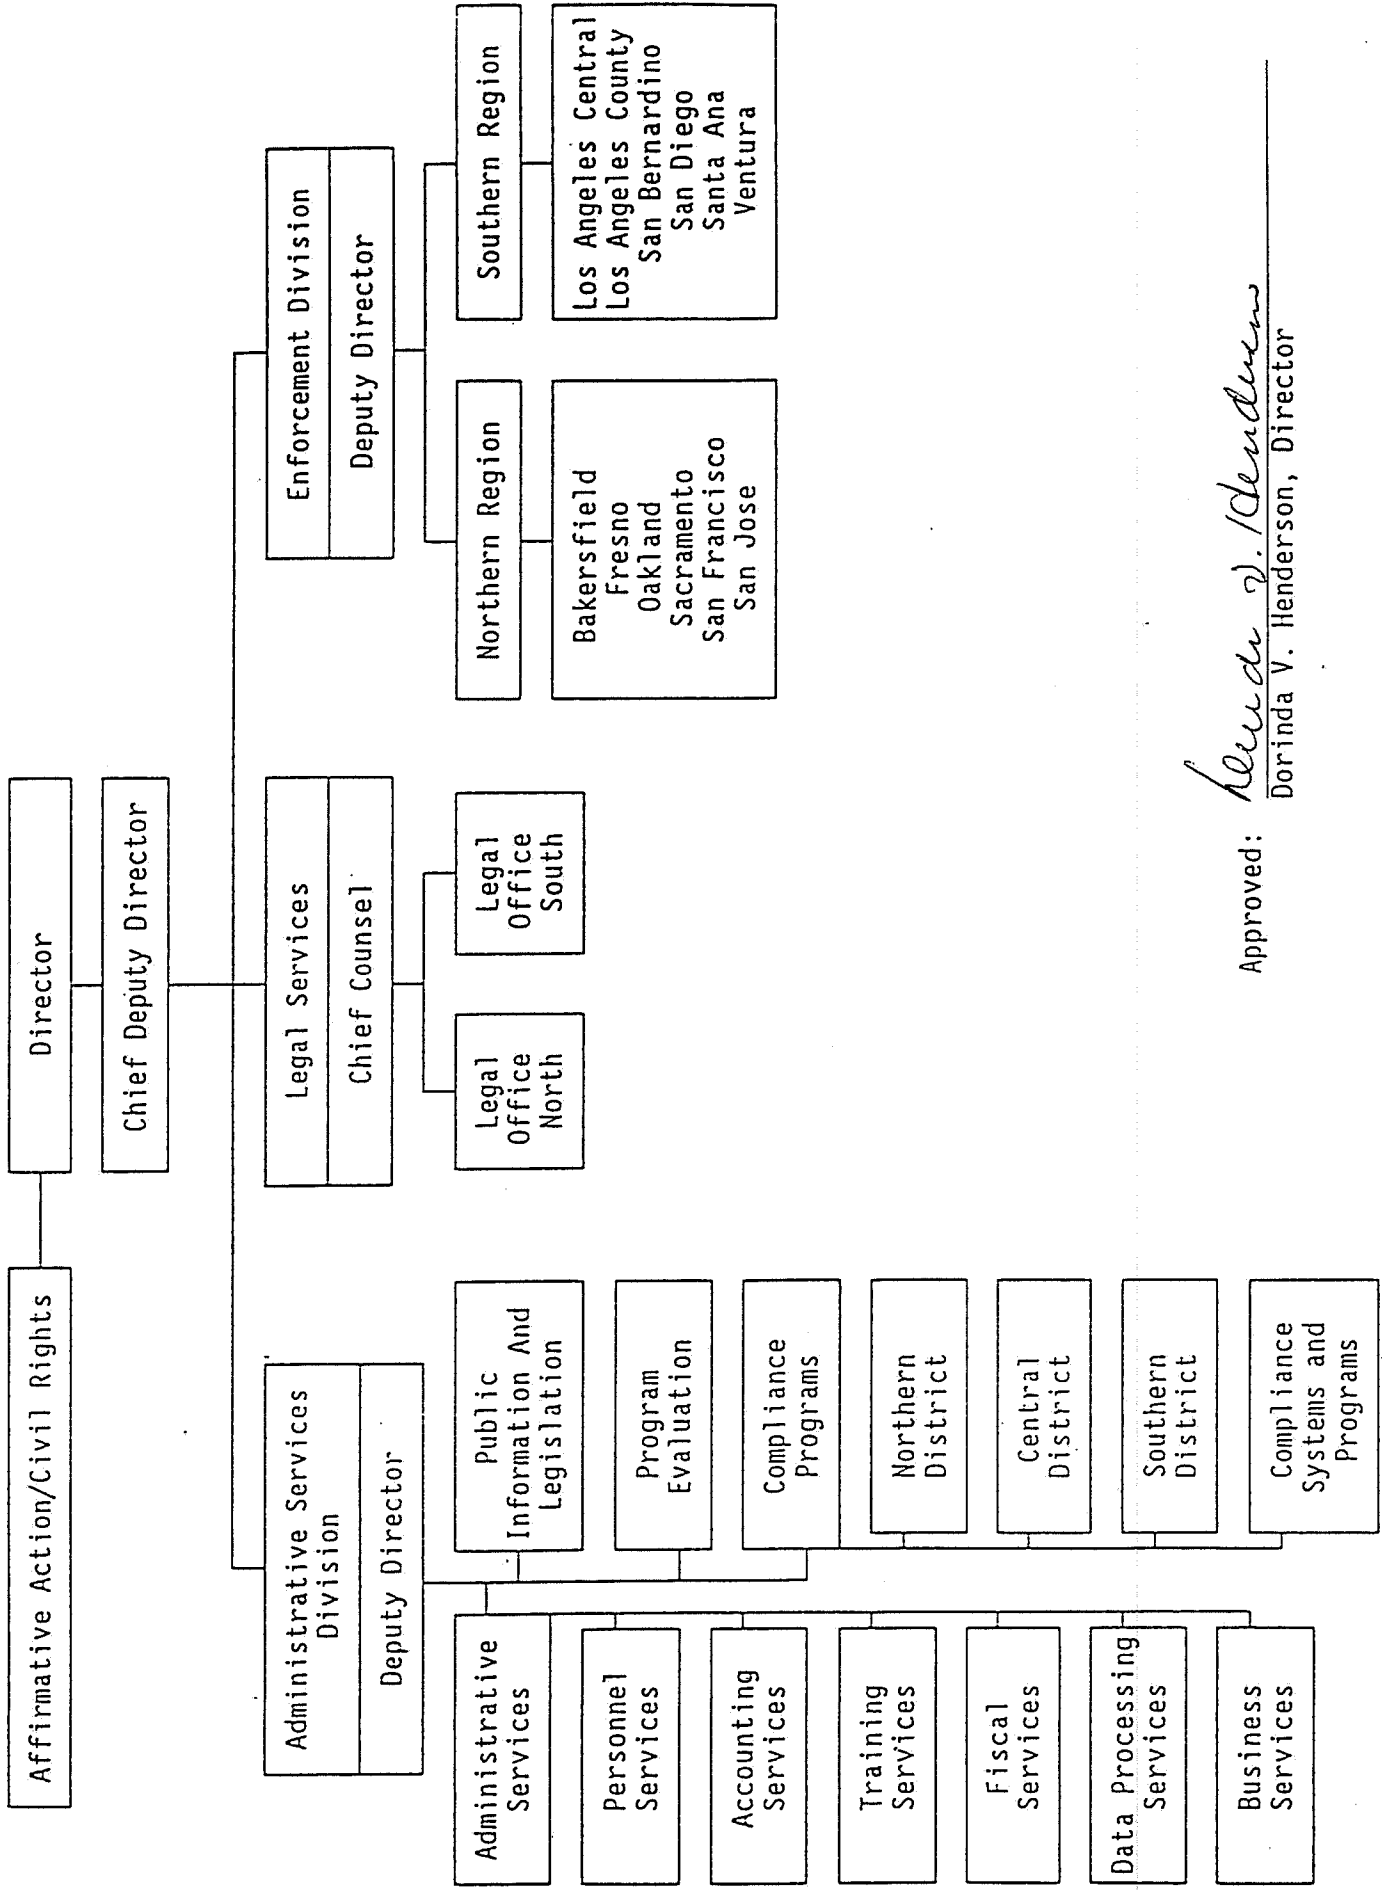 Affirmative Action/Civil Rights
Director
Chief Deputy Director
Administrative Services
Division
Deputy Director
Legal Services
Chief Counsel
Enforcement Division
Deputy Director
Administrative
Services
Personnel
Services
Accounting
Services
Training
Services
Fiscal
Services
Data Processing
Services
Business
Services
Public
Information And
Legislation
Program
Evaluation
Compliance
Programs
Northern
District
Central
District
Southern
District
Compliance
Systems and
Programs
Legal
Office
North
Legal
Office
South
Northern Region
Bakersfield
Fresno
Oakland
Sacramento
San Francisco
San Jose
Southern Region
Los Angeles Central
Los Angeles County
San Bernardino
San Diego
Santa Ana
Ventura
Approved:
Dorinda V. Henderson, Director